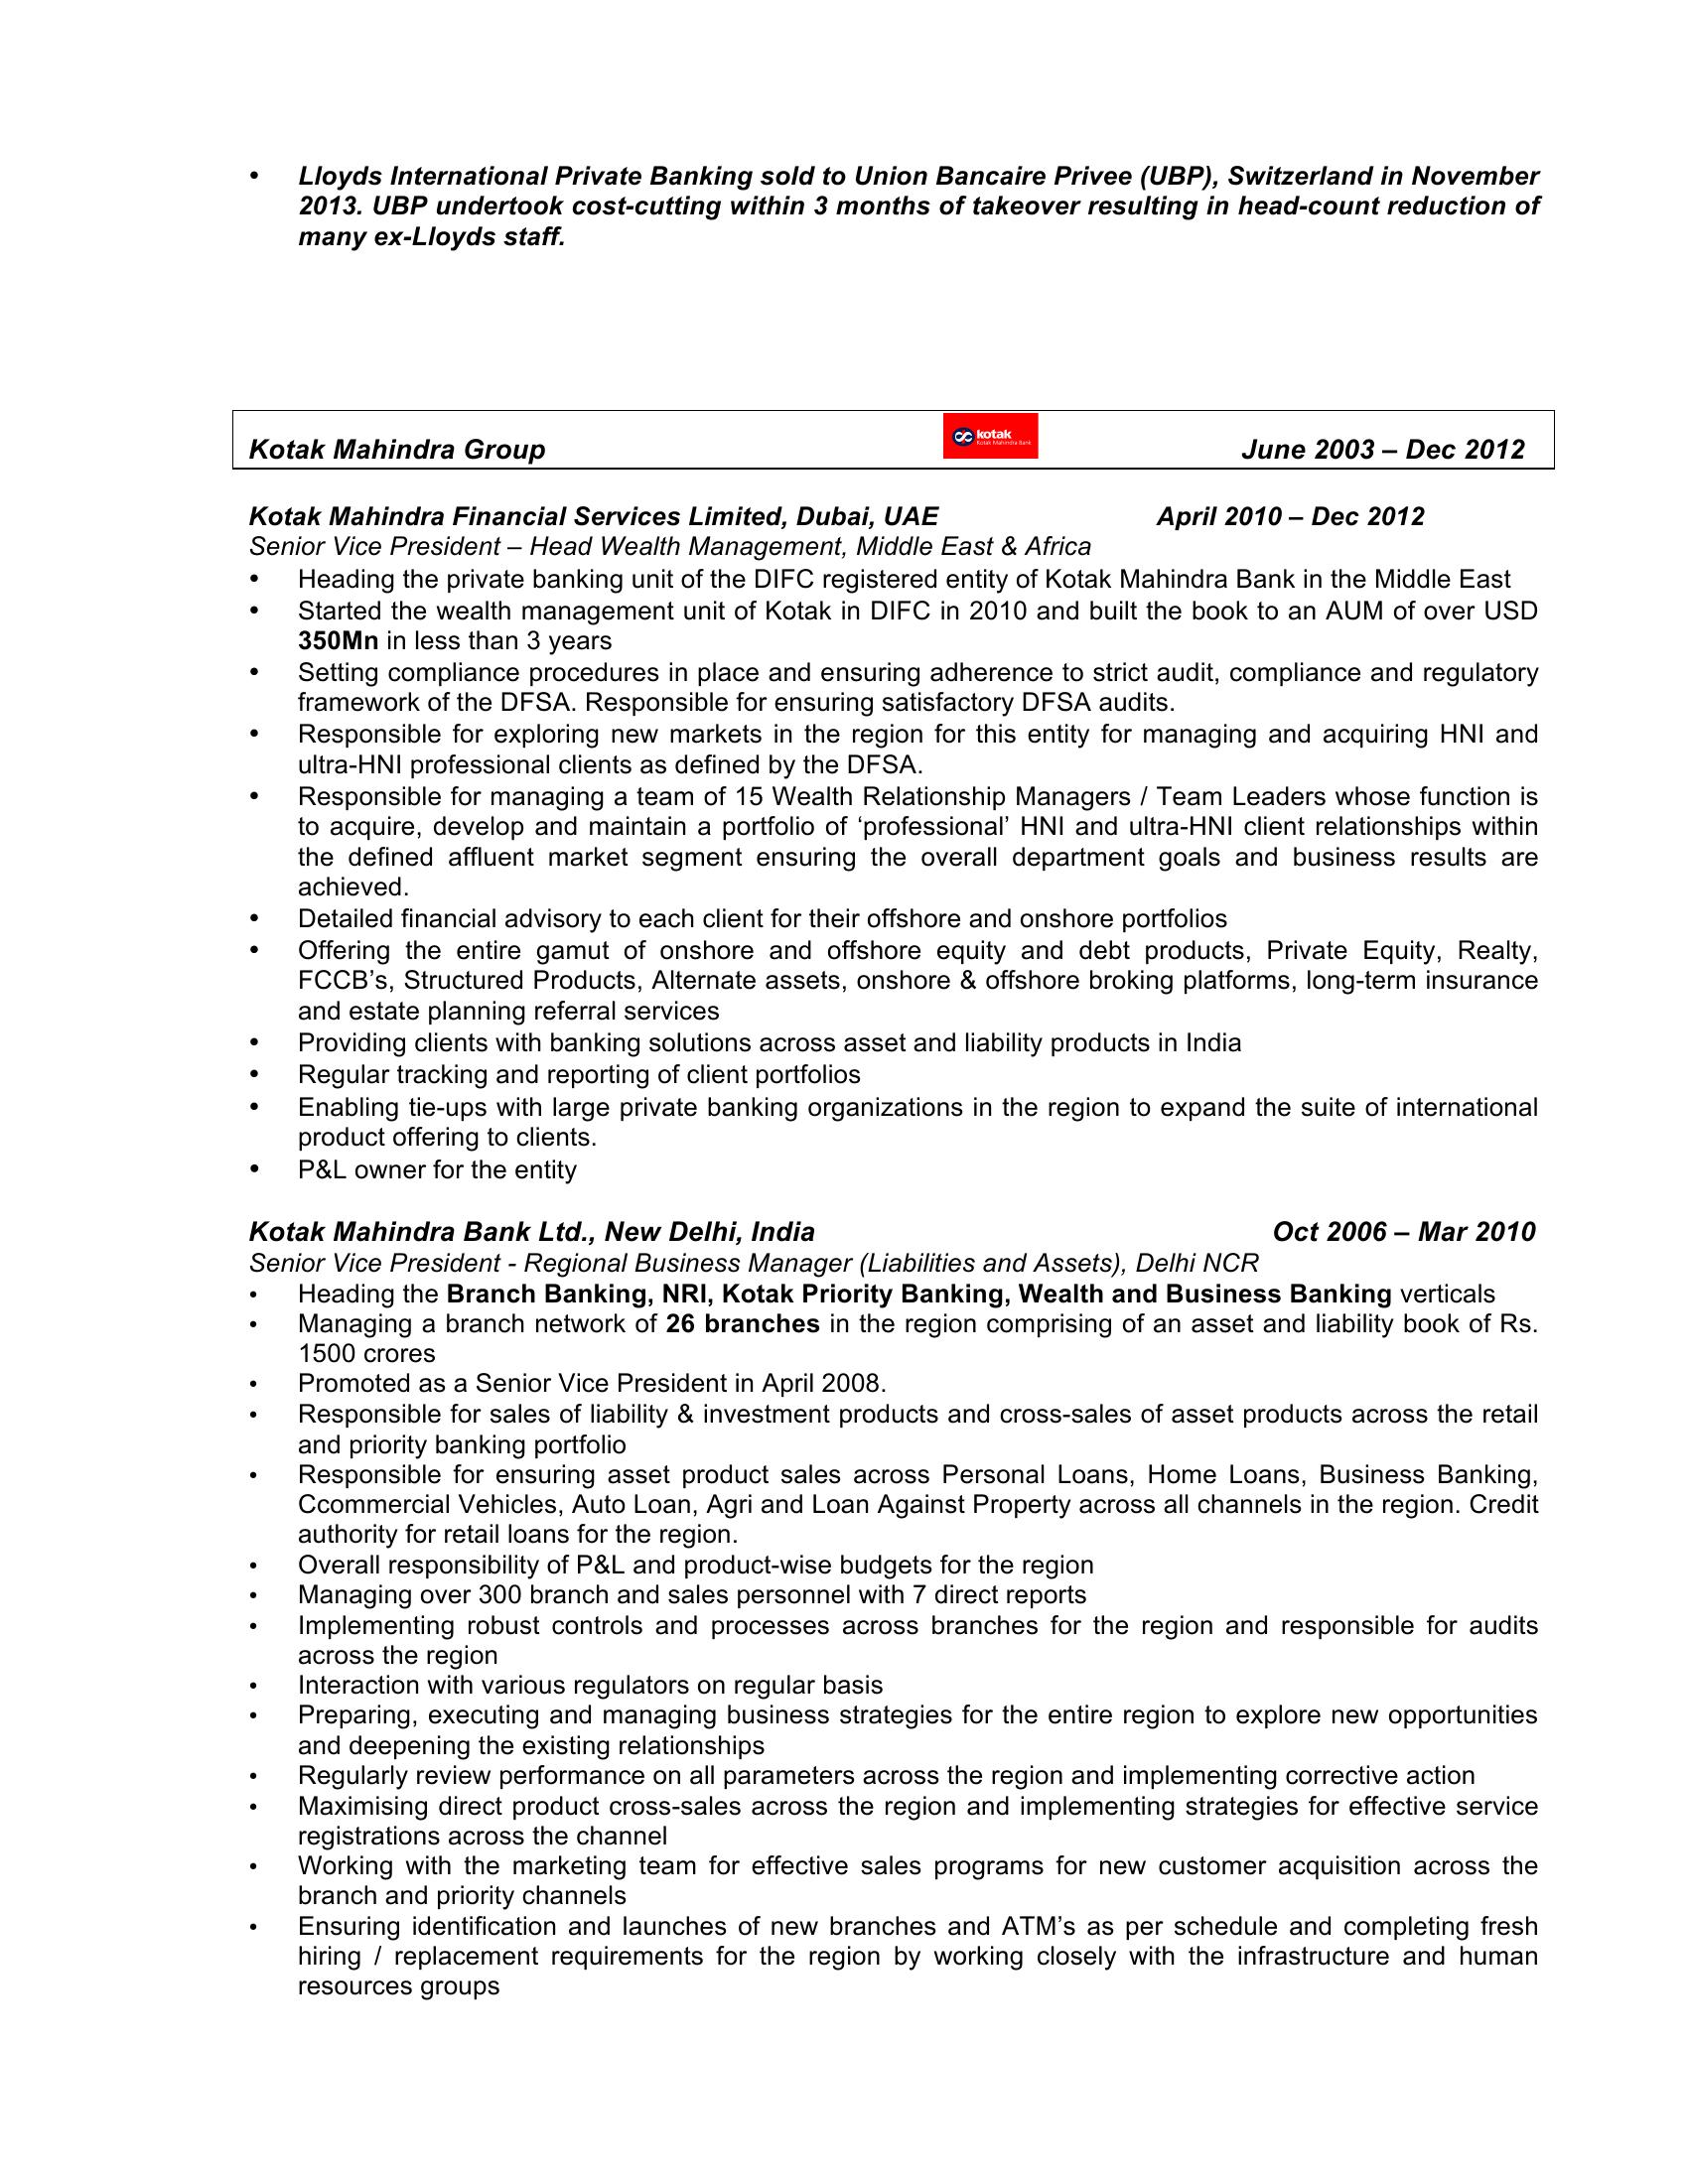 • Lloyds International Private Banking sold to Union Bancaire Privee (UBP), Switzerland in November
2013. UBP undertook cost-cutting within 3 months of takeover resulting in head-count reduction of
many ex-Lloyds staff.
kotak
Kotak Mahindra Bank
Kotak Mahindra Group June 2003 – Dec 2012
Kotak Mahindra Financial Services Limited, Dubai, UAE April 2010 – Dec 2012
Senior Vice President – Head Wealth Management, Middle East & Africa
• Heading the private banking unit of the DIFC registered entity of Kotak Mahindra Bank in the Middle East
• Started the wealth management unit of Kotak in DIFC in 2010 and built the book to an AUM of over USD
350Mn in less than 3 years
• Setting compliance procedures in place and ensuring adherence to strict audit, compliance and regulatory
framework of the DFSA. Responsible for ensuring satisfactory DFSA audits.
• Responsible for exploring new markets in the region for this entity for managing and acquiring HNI and
ultra-HNI professional clients as defined by the DFSA.
• Responsible for managing a team of 15 Wealth Relationship Managers / Team Leaders whose function is
to acquire, develop and maintain a portfolio of ‘professional’ HNI and ultra-HNI client relationships within
the defined affluent market segment ensuring the overall department goals and business results are
achieved.
• Detailed financial advisory to each client for their offshore and onshore portfolios
• Offering the entire gamut of onshore and offshore equity and debt products, Private Equity, Realty,
FCCB’s, Structured Products, Alternate assets, onshore & offshore broking platforms, long-term insurance
and estate planning referral services
• Providing clients with banking solutions across asset and liability products in India
• Regular tracking and reporting of client portfolios
• Enabling tie-ups with large private banking organizations in the region to expand the suite of international
product offering to clients.
• P&L owner for the entity
Kotak Mahindra Bank Ltd., New Delhi, India Oct 2006 – Mar 2010
Senior Vice President - Regional Business Manager (Liabilities and Assets), Delhi NCR
• Heading the Branch Banking, NRI, Kotak Priority Banking, Wealth and Business Banking verticals
• Managing a branch network of 26 branches in the region comprising of an asset and liability book of Rs.
1500 crores
• Promoted as a Senior Vice President in April 2008.
• Responsible for sales of liability & investment products and cross-sales of asset products across the retail
and priority banking portfolio
• Responsible for ensuring asset product sales across Personal Loans, Home Loans, Business Banking,
Ccommercial Vehicles, Auto Loan, Agri and Loan Against Property across all channels in the region. Credit
authority for retail loans for the region.
• Overall responsibility of P&L and product-wise budgets for the region
• Managing over 300 branch and sales personnel with 7 direct reports
• Implementing robust controls and processes across branches for the region and responsible for audits
across the region
• Interaction with various regulators on regular basis
• Preparing, executing and managing business strategies for the entire region to explore new opportunities
and deepening the existing relationships
• Regularly review performance on all parameters across the region and implementing corrective action
• Maximising direct product cross-sales across the region and implementing strategies for effective service
registrations across the channel
• Working with the marketing team for effective sales programs for new customer acquisition across the
branch and priority channels
• Ensuring identification and launches of new branches and ATM’s as per schedule and completing fresh
hiring / replacement requirements for the region by working closely with the infrastructure and human
resources groups